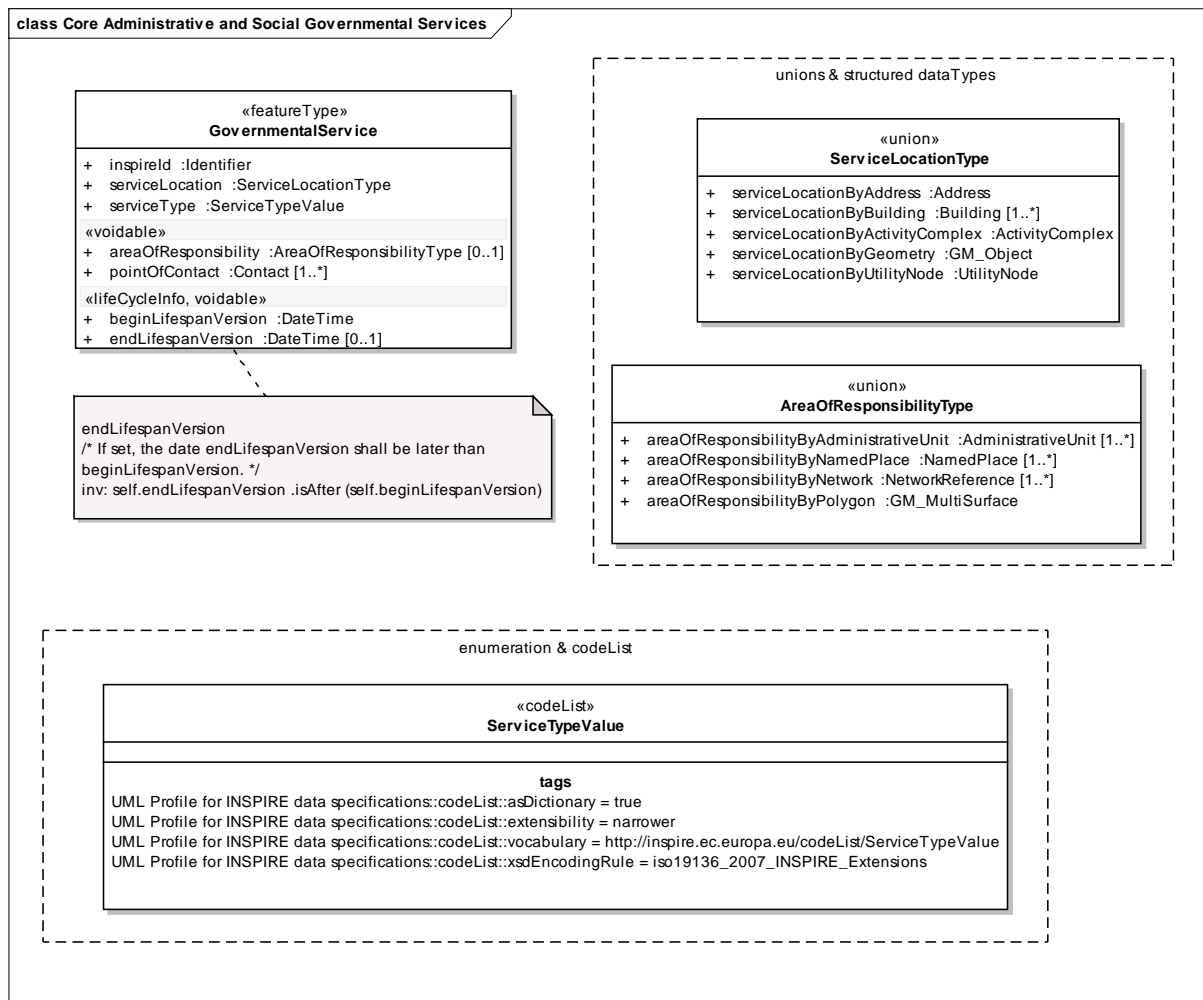 class Core Administrative and Social Governmental Services
«featureType»
GovernmentalService
+ inspireId :Identifier
+ serviceLocation :ServiceLocationType
+ serviceType :ServiceTypeValue
«voidable»
+ areaOfResponsibility :AreaOfResponsibilityType [0..1]
+ pointOfContact :Contact [1..*]
«lifeCycleInfo, voidable»
+ beginLifespanVersion :DateTime
+ endLifespanVersion :DateTime [0..1]
endLifespanVersion
/* If set, the date endLifespanVersion shall be later than
beginLifespanVersion. */
inv: self.endLifespanVersion .isAfter (self.beginLifespanVersion)
unions & structured dataTypes
«union»
ServiceLocationType
+ serviceLocationByAddress :Address
+ serviceLocationByBuilding :Building [1..*]
+ serviceLocationByActivityComplex :ActivityComplex
+ serviceLocationByGeometry :GM_Object
+ serviceLocationByUtilityNode :UtilityNode
«union»
AreaOfResponsibilityType
+ areaOfResponsibilityByAdministrativeUnit :AdministrativeUnit [1..*]
+ areaOfResponsibilityByNamedPlace :NamedPlace [1..*]
+ areaOfResponsibilityByNetwork :NetworkReference [1..*]
+ areaOfResponsibilityByPolygon :GM_MultiSurface
enumeration & codeList
«codeList»
ServiceTypeValue
tags
UML Profile for INSPIRE data specifications::codeList::asDictionary = true
UML Profile for INSPIRE data specifications::codeList::extensibility = narrower
UML Profile for INSPIRE data specifications::codeList::vocabulary = http://inspire.ec.europa.eu/codeList/ServiceTypeValue
UML Profile for INSPIRE data specifications::codeList::xsdEncodingRule = iso19136_2007_INSPIRE_Extensions